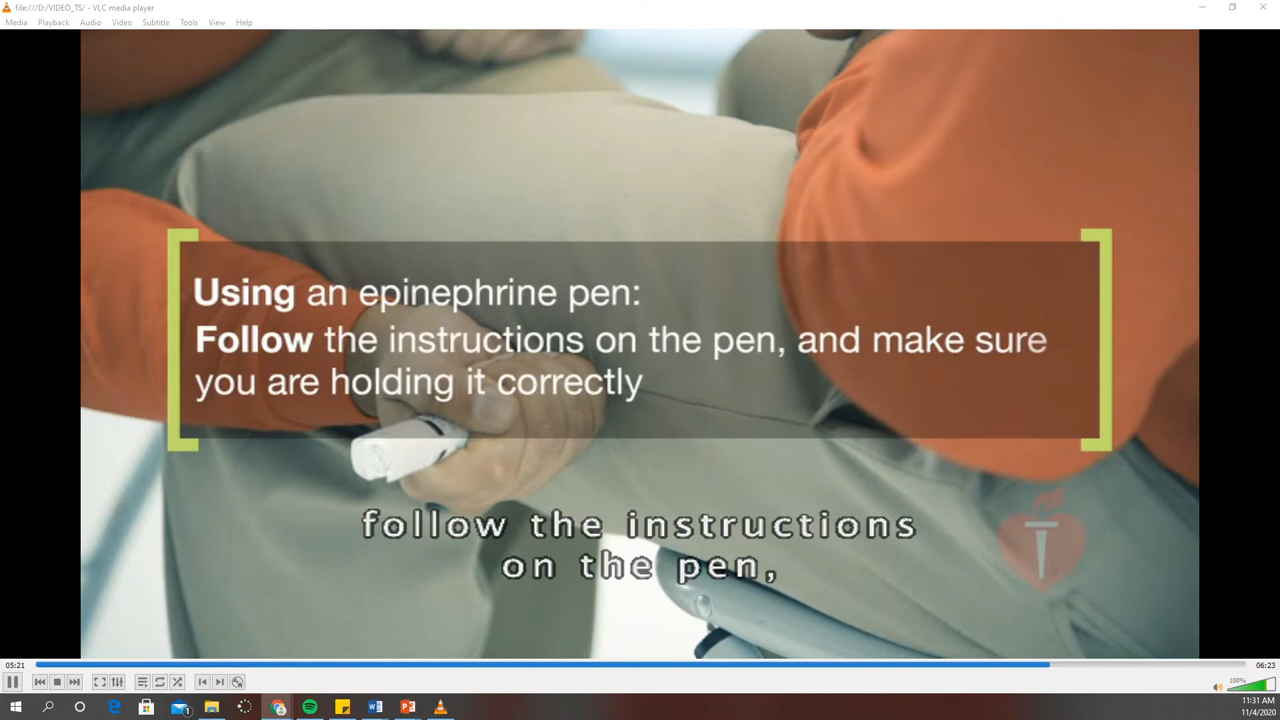 file:///D:/VIDEO_TS/ - VLC media player
Media Playback Audio Video Subtitle Tools View Help
Using an epinephrine pen:
Follow the instructions on the pen, and make sure
you are holding it correctly
follow the instructions
on the pen,
05:21
06:23
100%
11:31 AM
11/4/2020